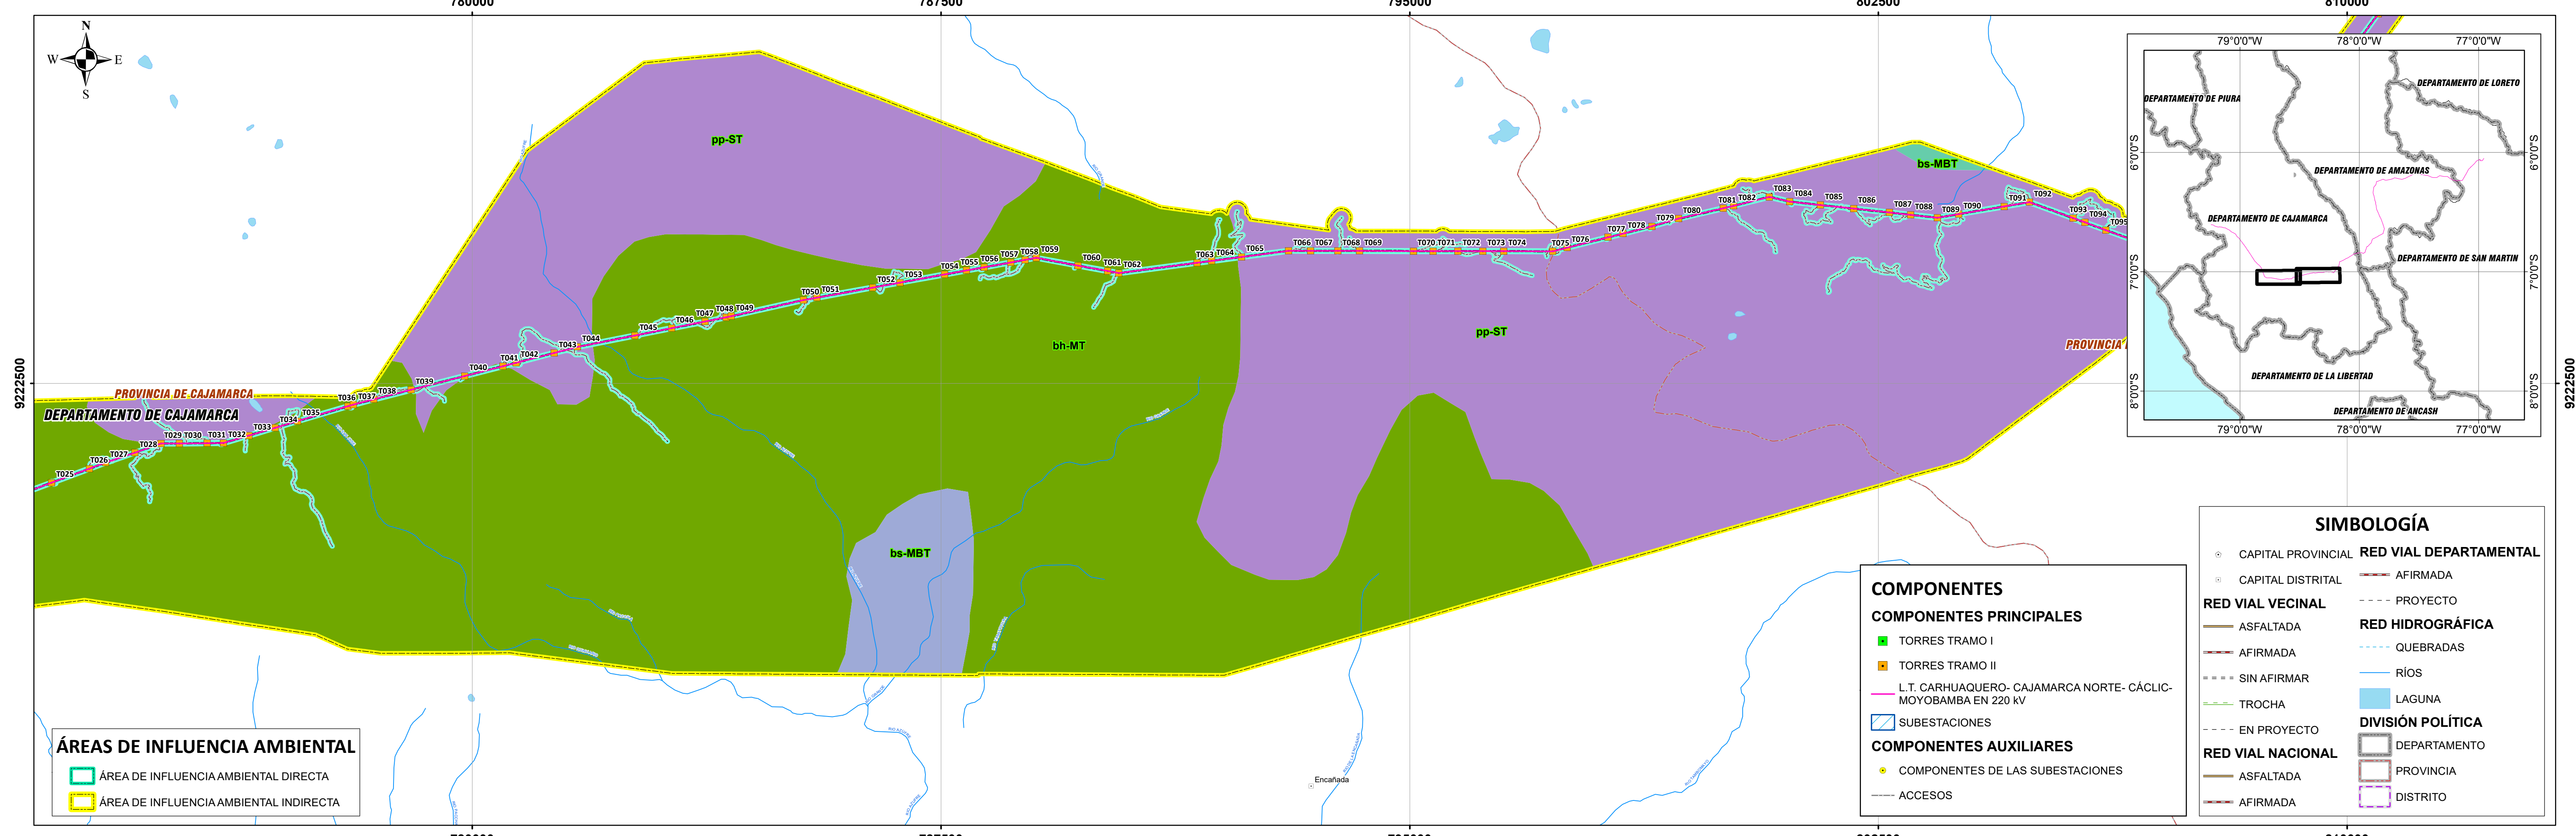 780000
787500
795000
802500
810000
N
W
E
S
9222500
9222500
pp-ST
bs-MBT
bh-MT
pp-ST
bs-MBT
PROVINCIA DE CAJAMARCA
DEPARTAMENTO DE CAJAMARCA
T025
T026
T027
T028
T029
T030
T031
T032
T033
T034
T035
T036
T037
T038
T039
T040
T041
T042
T043
T044
T045
T046
T047
T048
T049
T050
T051
T052
T053
T054
T055
T056
T057
T058
T059
T060
T061
T062
T063
T064
T065
T066
T067
T068
T069
T070
T071
T072
T073
T074
T075
T076
T077
T078
T079
T080
T081
T082
T083
T084
T085
T086
T087
T088
T089
T090
T091
T092
T093
T094
T095
Encañada
79°0'0"W
78°0'0"W
77°0'0"W
6°0'0"S
6°0'0"S
7°0'0"S
7°0'0"S
8°0'0"S
8°0'0"S
DEPARTAMENTO DE LORETO
DEPARTAMENTO DE PIURA
DEPARTAMENTO DE AMAZONAS
DEPARTAMENTO DE CAJAMARCA
DEPARTAMENTO DE SAN MARTIN
DEPARTAMENTO DE LA LIBERTAD
DEPARTAMENTO DE ANCASH
79°0'0"W
78°0'0"W
77°0'0"W
ÁREAS DE INFLUENCIA AMBIENTAL
ÁREA DE INFLUENCIA AMBIENTAL DIRECTA
ÁREA DE INFLUENCIA AMBIENTAL INDIRECTA
COMPONENTES
COMPONENTES PRINCIPALES
TORRES TRAMO I
TORRES TRAMO II
L.T. CARHUAQUERO- CAJAMARCA NORTE- CÁCLIC-
MOYOBAMBA EN 220 kV
SUBESTACIONES
COMPONENTES AUXILIARES
COMPONENTES DE LAS SUBESTACIONES
ACCESOS
SIMBOLOGÍA
CAPITAL PROVINCIAL
CAPITAL DISTRITAL
RED VIAL VECINAL
ASFALTADA
AFIRMADA
SIN AFIRMAR
TROCHA
EN PROYECTO
RED VIAL NACIONAL
ASFALTADA
AFIRMADA
RED VIAL DEPARTAMENTAL
AFIRMADA
PROYECTO
RED HIDROGRÁFICA
QUEBRADAS
RÍOS
LAGUNA
DIVISIÓN POLÍTICA
DEPARTAMENTO
PROVINCIA
DISTRITO